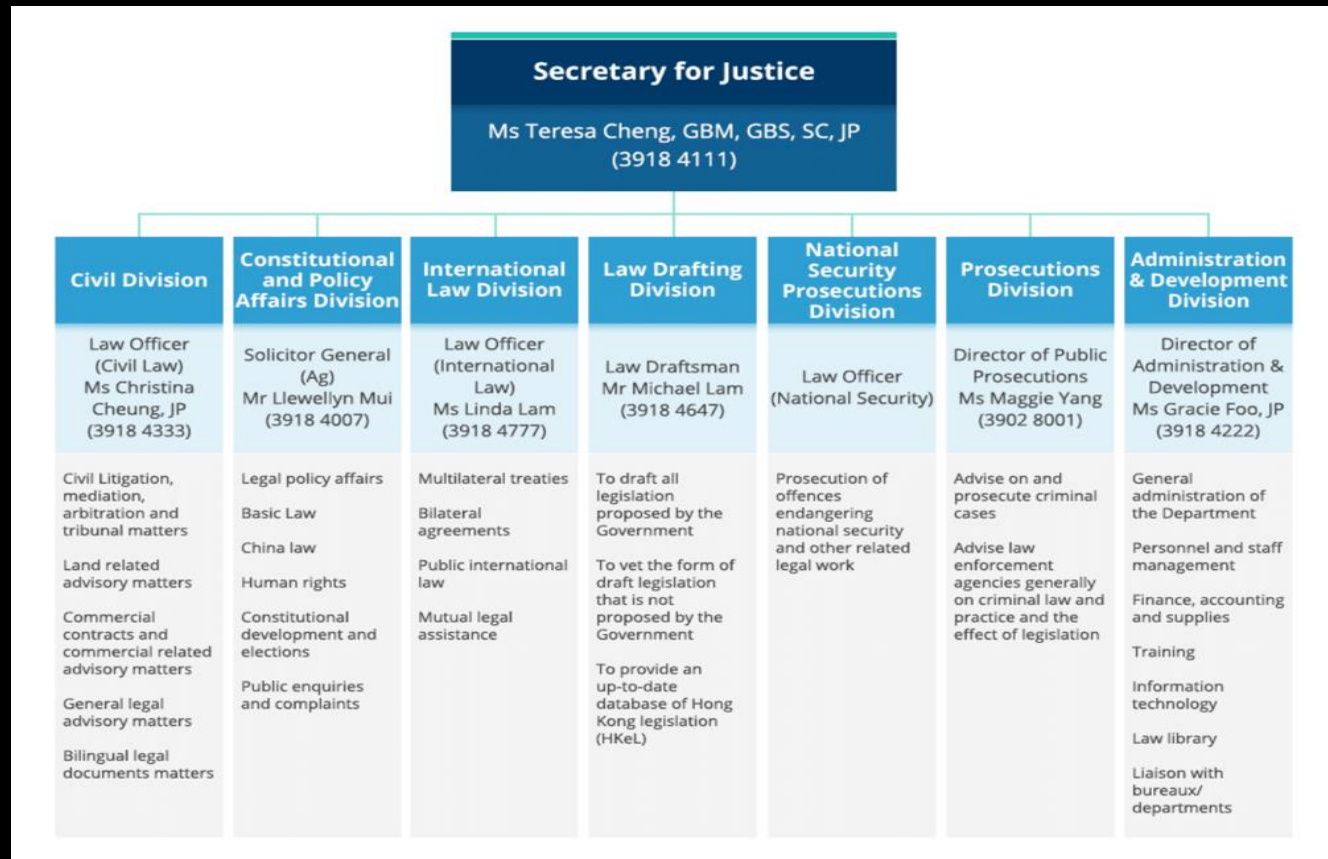 Secretary for Justice
Ms Teresa Cheng, GBM, GBS, SC, JP
(3918 4111)
Civil Division
Law Officer
(Civil Law)
Ms Christina
Cheung, JP
(3918 4333)
Civil Litigation,
mediation,
arbitration and
tribunal matters
Land related
advisory matters
Commercial
contracts and
commercial related
advisory matters
General legal
advisory matters
Bilingual legal
documents matters
Constitutional
and Policy
Affairs Division
Solicitor General
(Ag)
Mr Llewellyn Mui
(3918 4007)
Legal policy affairs
Basic Law
China law
Human rights
Constitutional
development and
elections
Public enquiries
and complaints
International
Law Division
Law Officer
(International
Law)
Ms Linda Lam
(3918 4777)
Multilateral treaties
Bilateral
agreements
Public international
law
Mutual legal
assistance
Law Drafting
Division
Law Draftsman
Mr Michael Lam
(3918 4647)
To draft all
legislation
proposed by the
Government
To vet the form of
draft legislation
that is not
proposed by the
Government
To provide an
up-to-date
database of Hong
Kong legislation
(HKeL)
National
Security
Prosecutions
Division
Law Officer
(National Security)
Prosecution of
offences
endangering
national security
and other related
legal work
Prosecutions
Division
Director of Public
Prosecutions
Ms Maggie Yang
(3902 8001)
Advise on and
prosecute criminal
cases
Advise law
enforcement
agencies generally
on criminal law and
practice and the
effect of legislation
Administration
& Development
Division
Director of
Administration &
Development
Ms Gracie Foo, JP
(3918 4222)
General
administration of
the Department
Personnel and staff
management
Finance, accounting
and supplies
Training
Information
technology
Law library
Liaison with
bureaux/
departments